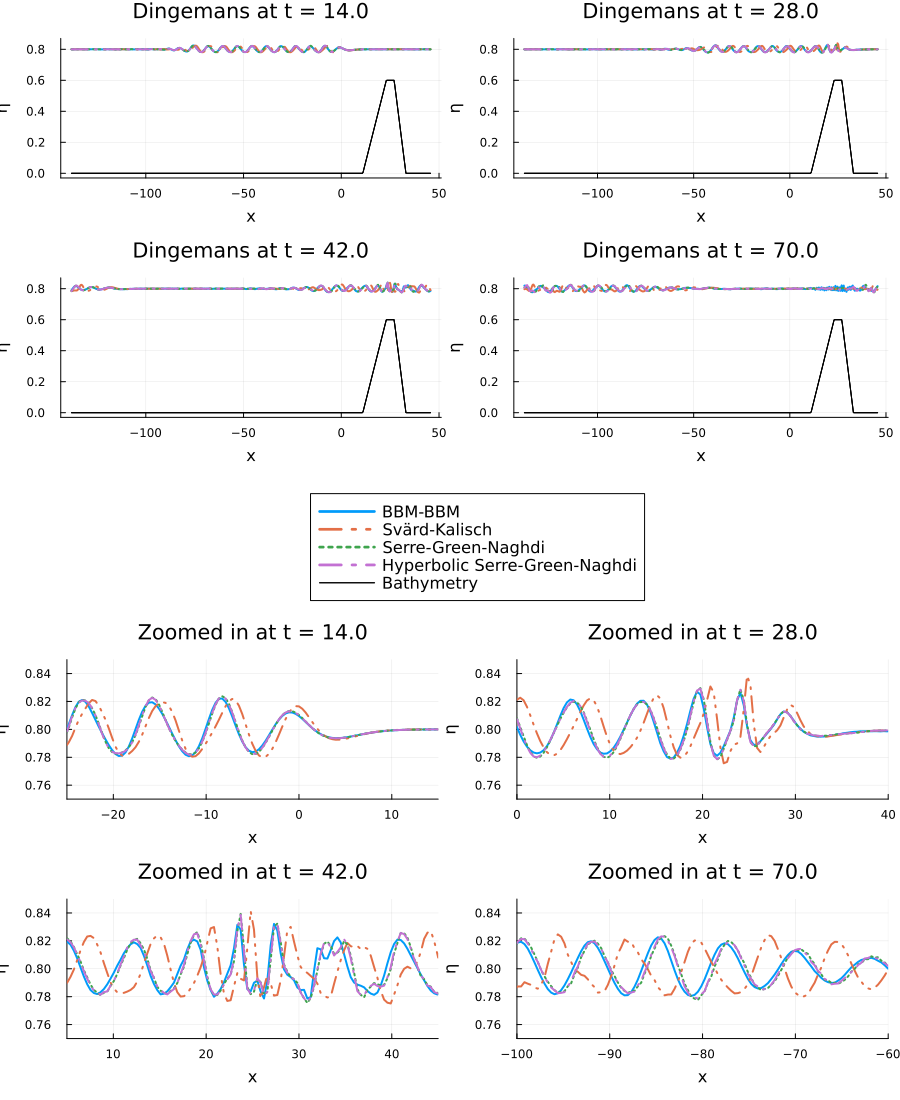 Dingemans at t = 14.0
Dingemans at t = 28.0
0.8
0.6
0.4
0.2
0.0
η
−100
−50
0
50
x
0.8
0.6
0.4
0.2
0.0
η
−100
−50
0
50
x
Dingemans at t = 42.0
Dingemans at t = 70.0
0.8
0.6
0.4
0.2
0.0
η
−100
−50
0
50
x
0.8
0.6
0.4
0.2
0.0
η
−100
−50
0
50
x
BBM-BBM
Svärd-Kalisch
Serre-Green-Naghdi
Hyperbolic Serre-Green-Naghdi
Bathymetry
Zoomed in at t = 14.0
Zoomed in at t = 28.0
0.84
0.82
0.80
0.78
0.76
η
−20
−10
0
10
x
0.84
0.82
0.80
0.78
0.76
η
0
10
20
30
40
x
Zoomed in at t = 42.0
Zoomed in at t = 70.0
0.84
0.82
0.80
0.78
0.76
η
10
20
30
40
x
0.84
0.82
0.80
0.78
0.76
η
−100
−90
−80
−70
−60
x